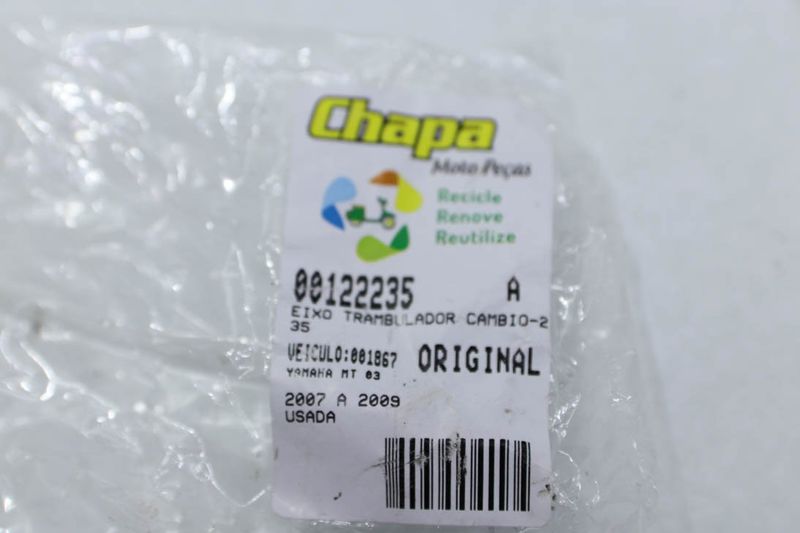 Chapa
Moto Peças
Recicle
Renove
Reutilize
00122235 A
EIXO TRAMBULADOR CAMBIO-2
35
VEICULO:001867 ORIGINAL
YAMAHA MT 03
2007 A 2009
USADA